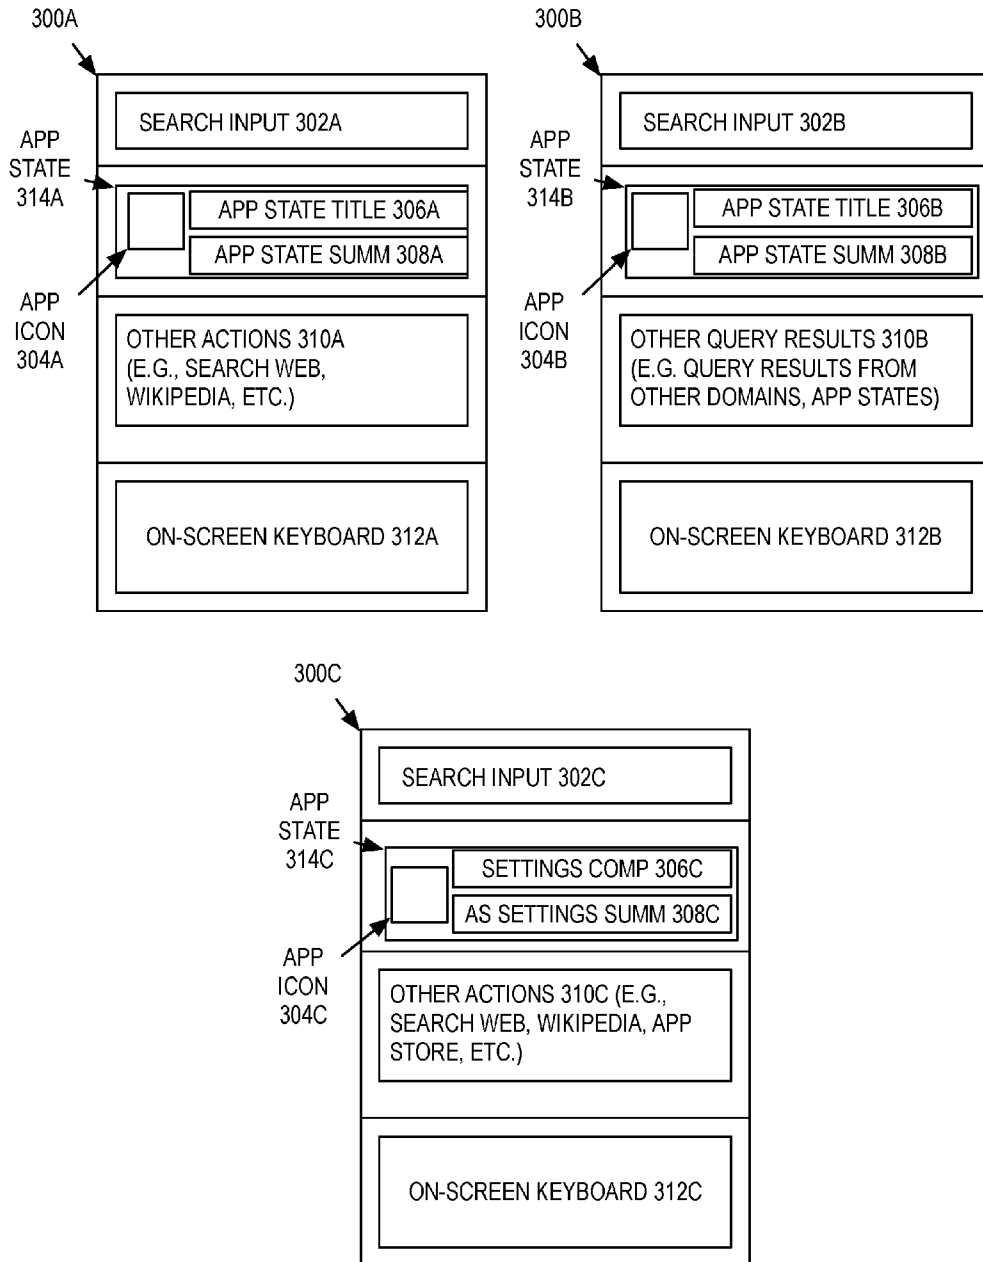 300A
SEARCH INPUT 302A
APP
STATE
314A
APP STATE TITLE 306A
APP STATE SUMM 308A
APP
ICON
304A
OTHER ACTIONS 310A
(E.G., SEARCH WEB,
WIKIPEDIA, ETC.)
ON-SCREEN KEYBOARD 312A
300B
SEARCH INPUT 302B
APP
STATE
314B
APP STATE TITLE 306B
APP STATE SUMM 308B
APP
ICON
304B
OTHER QUERY RESULTS 310B
(E.G. QUERY RESULTS FROM
OTHER DOMAINS, APP STATES)
ON-SCREEN KEYBOARD 312B
300C
SEARCH INPUT 302C
APP
STATE
314C
SETTINGS COMP 306C
AS SETTINGS SUMM 308C
APP
ICON
304C
OTHER ACTIONS 310C (E.G.,
SEARCH WEB, WIKIPEDIA, APP
STORE, ETC.)
ON-SCREEN KEYBOARD 312C